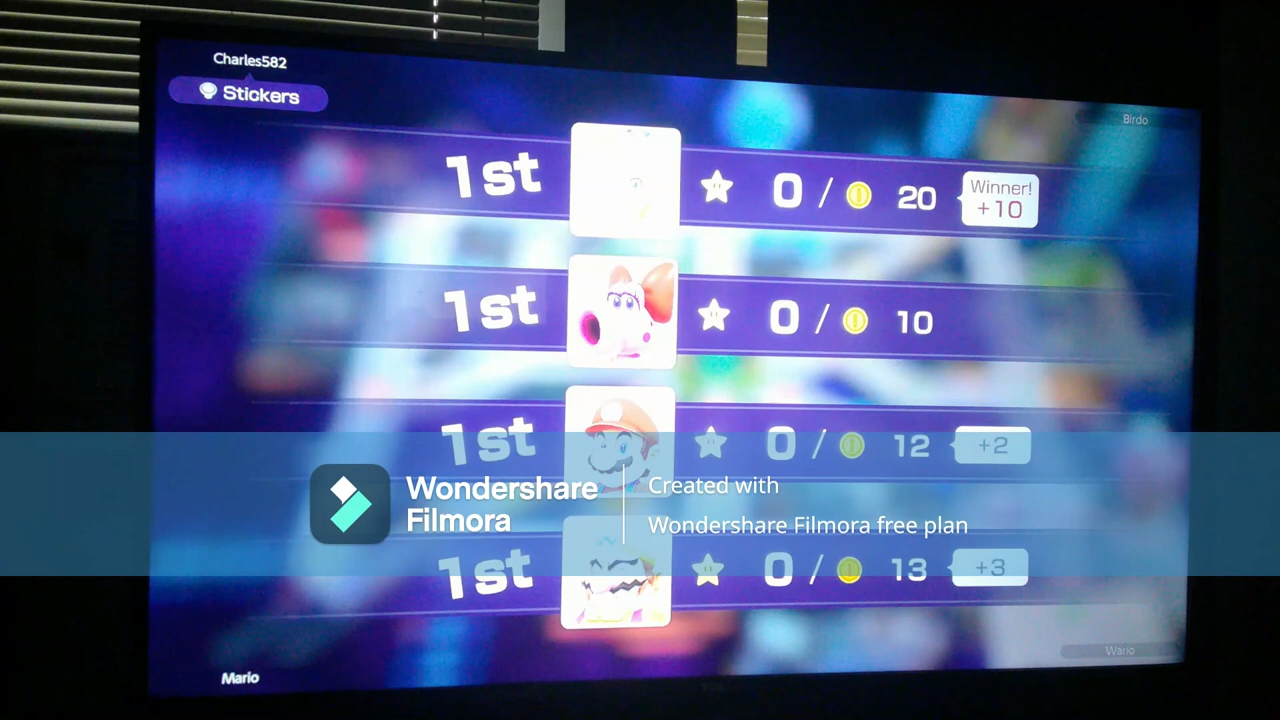 Charles582
Stickers
Birdo
1st 0 / 20 Winner! +10
1st 0 / 10
1st 0 / 12 +2
Wondershare Filmora
Created with
Wondershare Filmora free plan
1st 0 / 13 +3
Wario
Mario